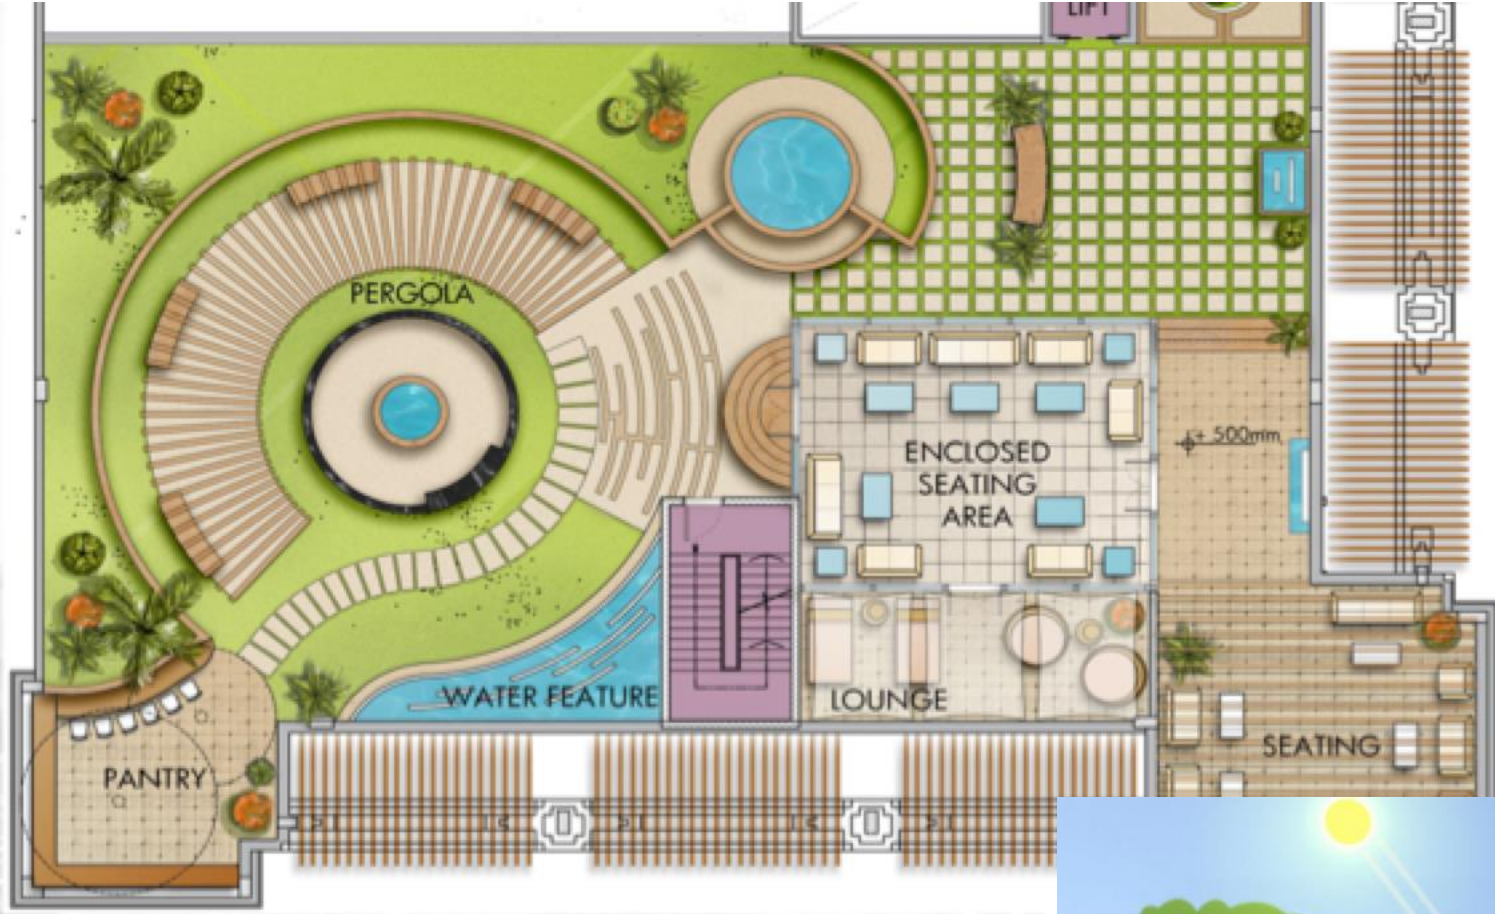 LIFT
PERGOLA
+ 500mm
ENCLOSED
SEATING
AREA
WATER FEATURE
LOUNGE
SEATING
PANTRY